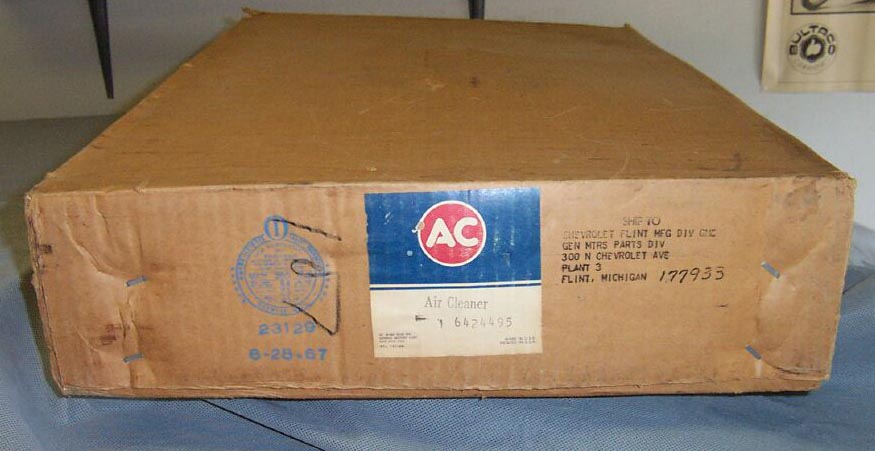 BULTACO
AC
Air Cleaner
1 6424495
SHIP TO
CHEVROLET FLINT MFG DIV GMC
GEN MTRS PARTS DIV
300 N CHEVROLET AVE
PLANT 3
FLINT, MICHIGAN 177933
23129
6-28-67